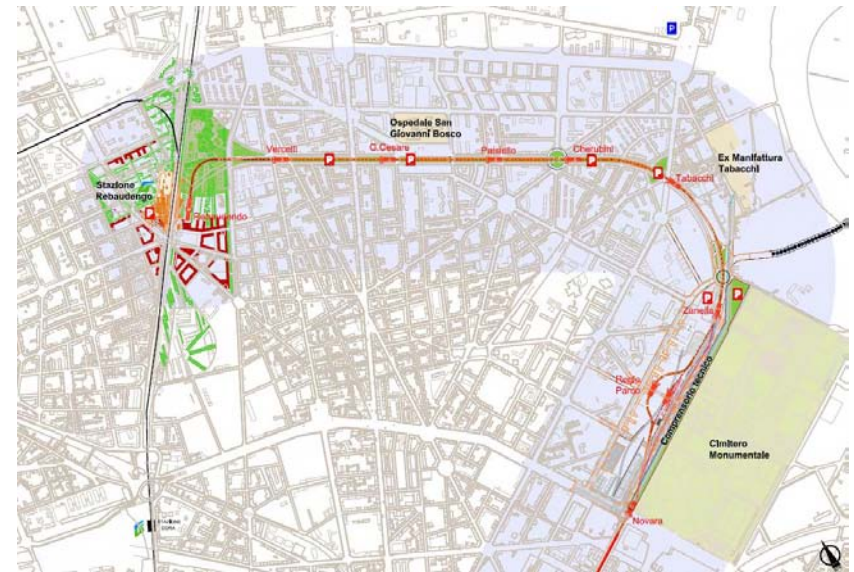 P
Ospedale San
Giovanni Bosco
Vercelli
P
G.Cesare
P
Paisiello
Cherubini
P
Ex Manifattura
Tabacchi
P
Tabacchi
Stazione
Rebaudengo
P
Rebaudendo
P
P
Zanella
Regio
Parco
Comprensorio tecnico
Cimitero
Monumentale
Novara